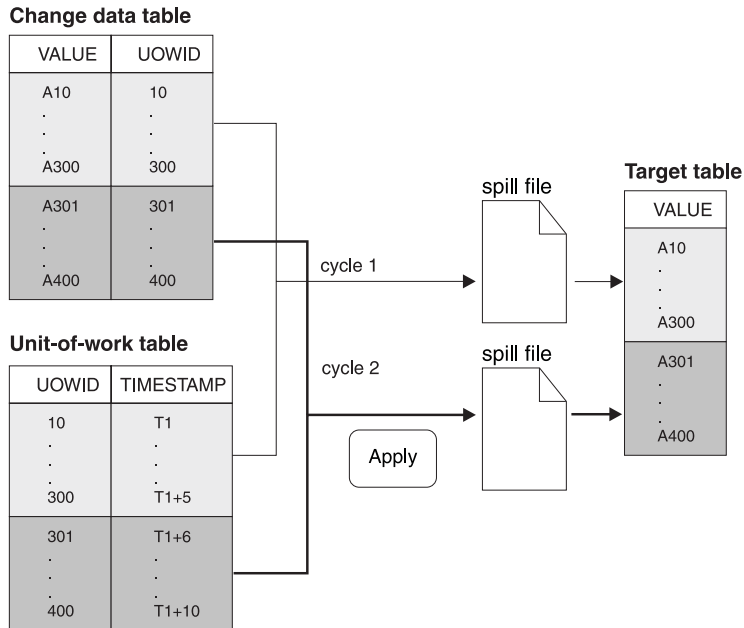 Change data table
VALUE UOWID
A10 10
. .
. .
. .
A300 300
A301 301
. .
. .
. .
A400 400
Unit-of-work table
UOWID TIMESTAMP
10 T1
. .
. .
. .
300 T1+5
301 T1+6
. .
. .
. .
400 T1+10
cycle 1
cycle 2
Apply
spill file
spill file
Target table
VALUE
A10
.
.
.
A300
A301
.
.
.
A400